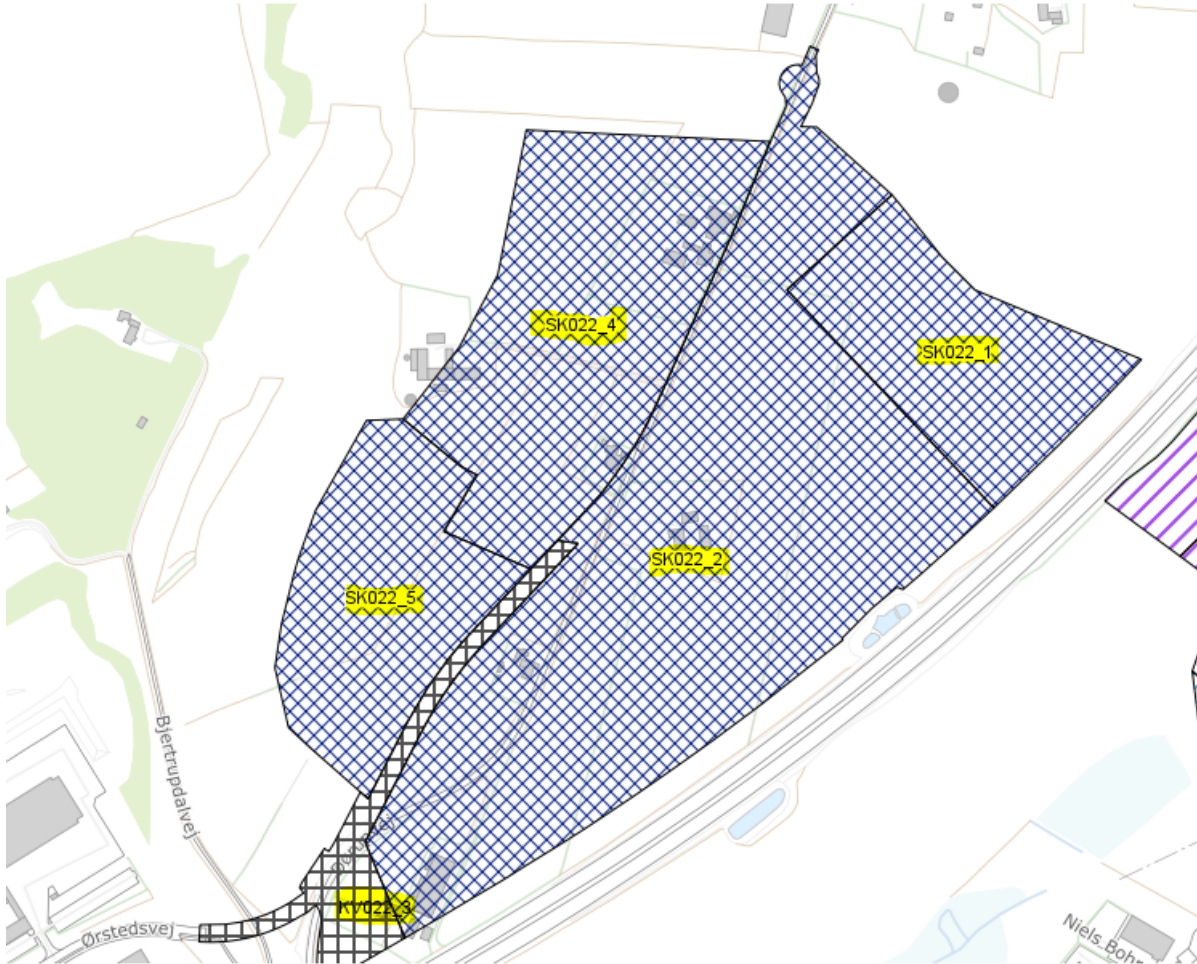 SK022_4
SK022_1
SK022_2
SK022_5
Bjertrupdalvej
KV022_3
Ørstedsvej
Niels Bohr